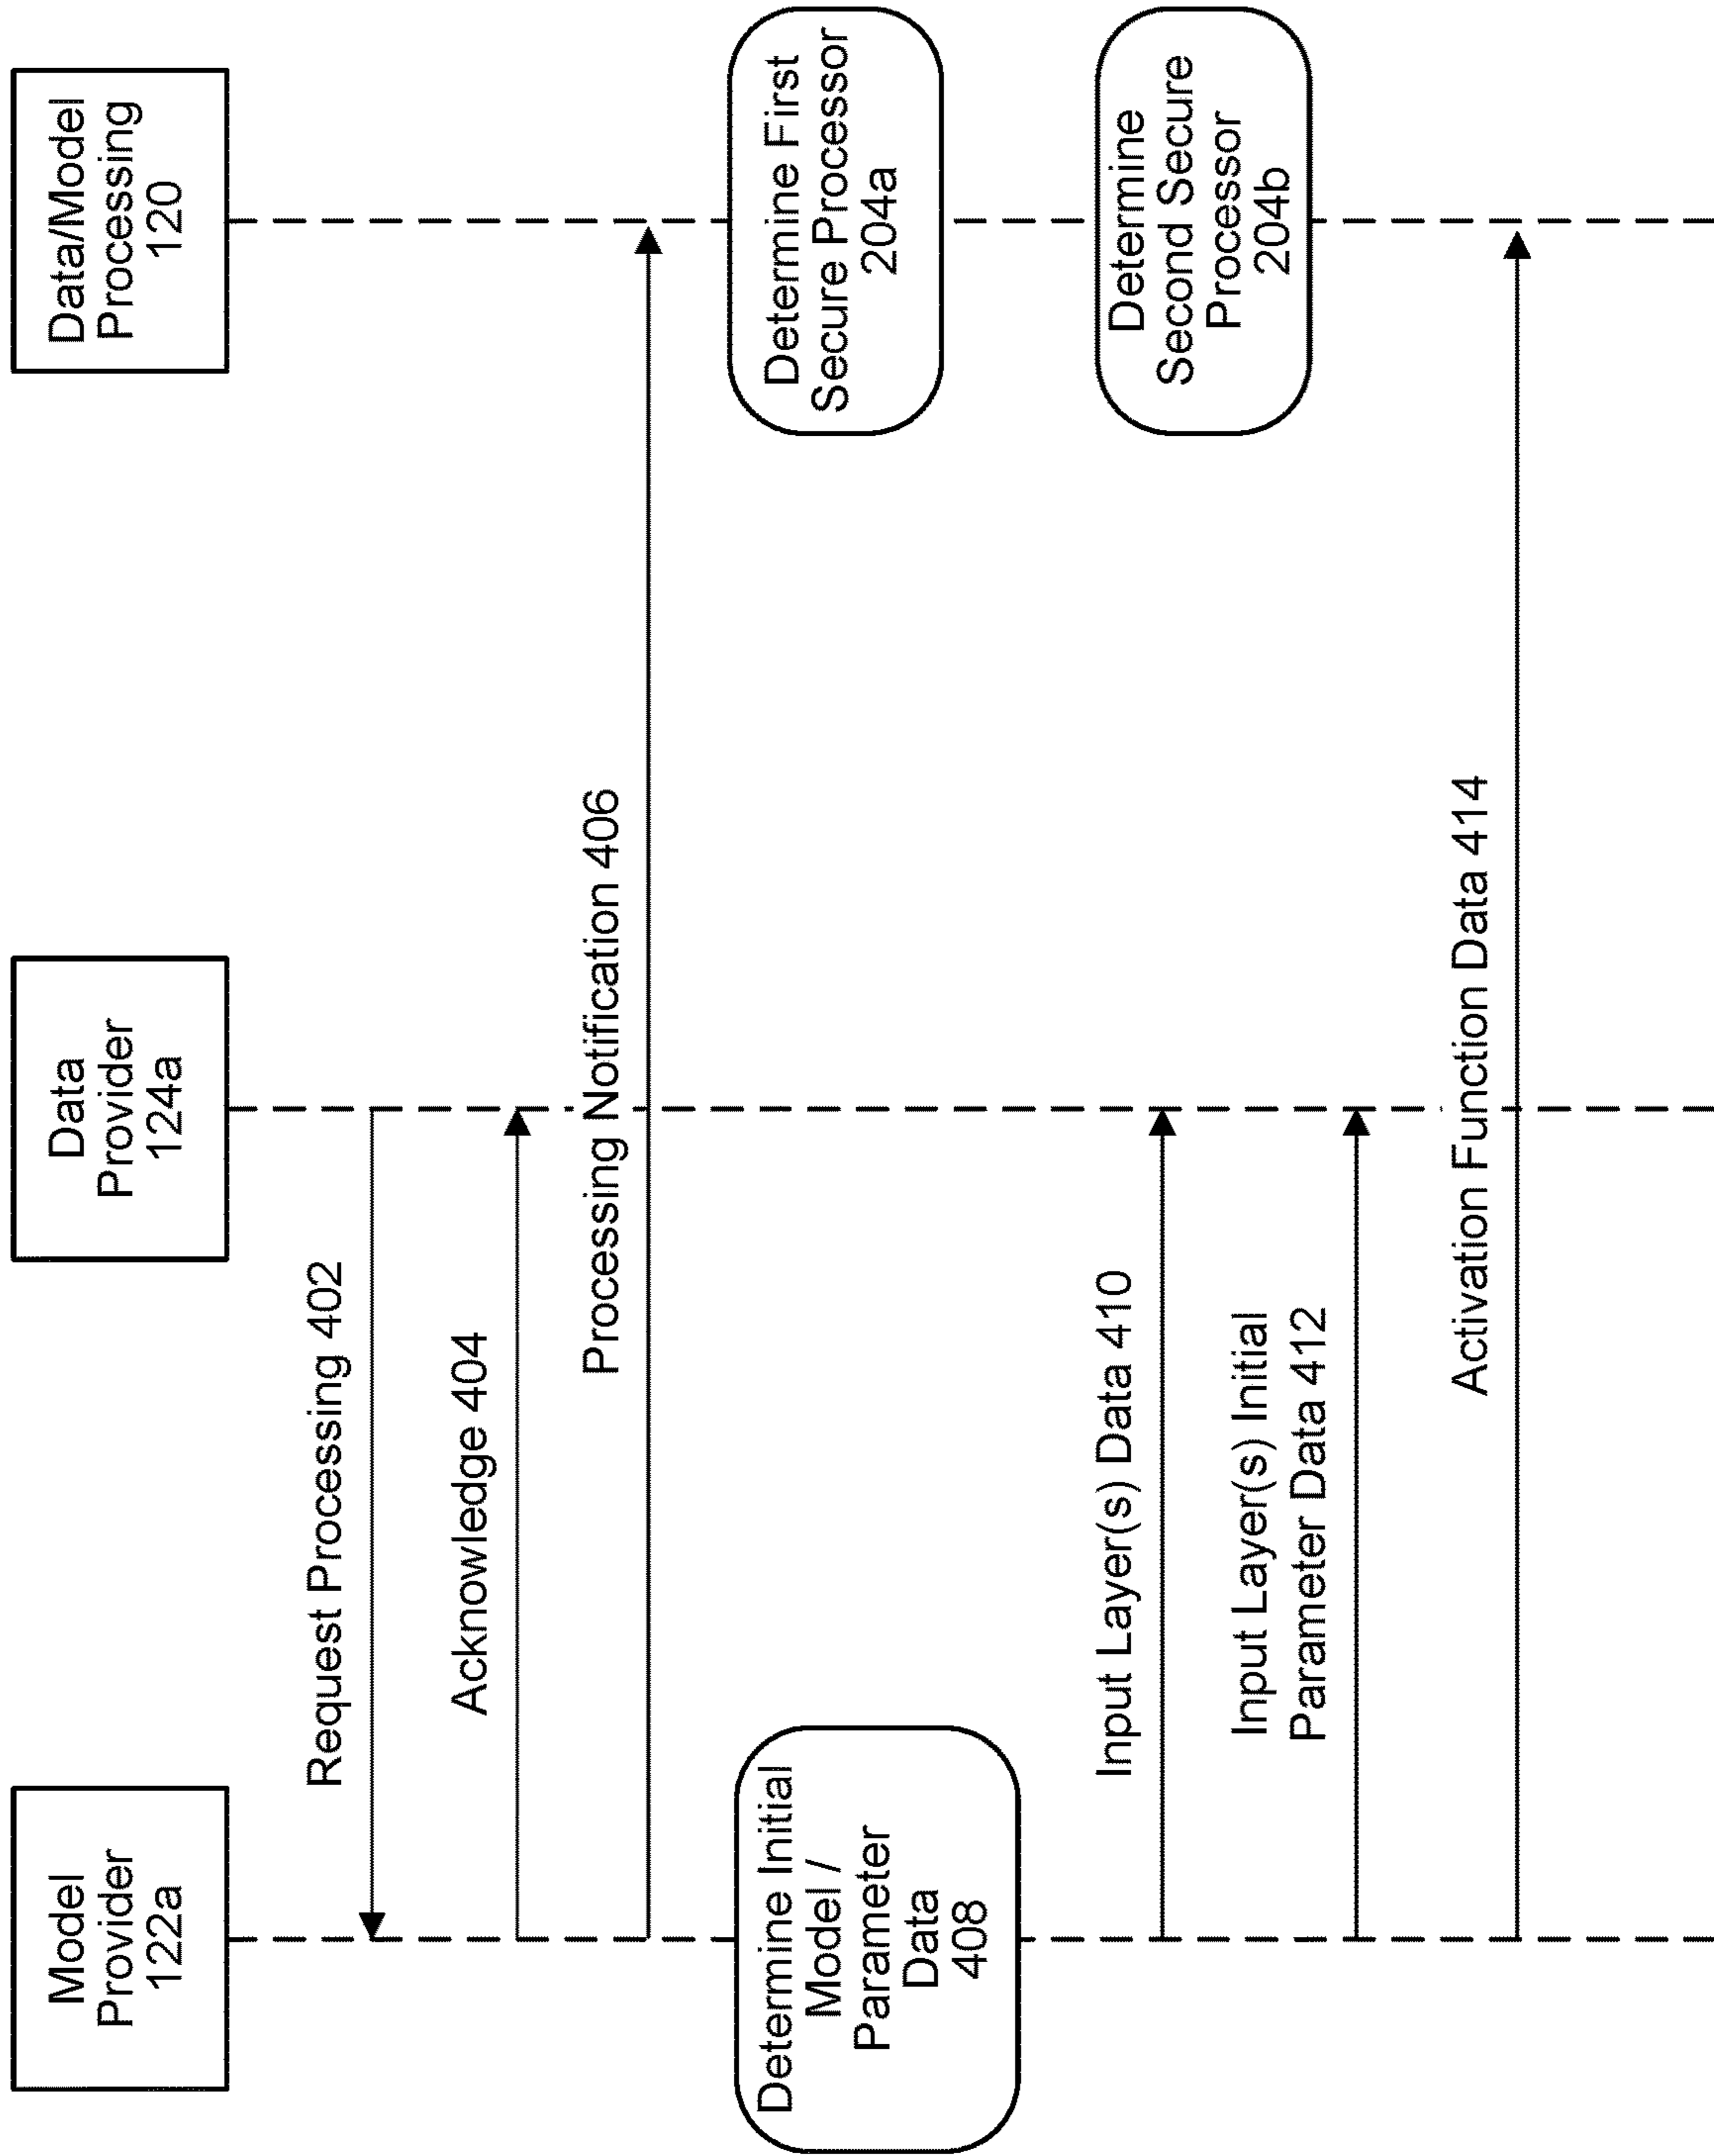 Model
Provider
122a
Data
Provider
124a
Data/Model
Processing
120
Request Processing 402
Acknowledge 404
Processing Notification 406
Determine Initial
Model /
Parameter
Data
408
Determine First
Secure Processor
204a
Determine
Second Secure
Processor
204b
Input Layer(s) Data 410
Input Layer(s) Initial
Parameter Data 412
Activation Function Data 414